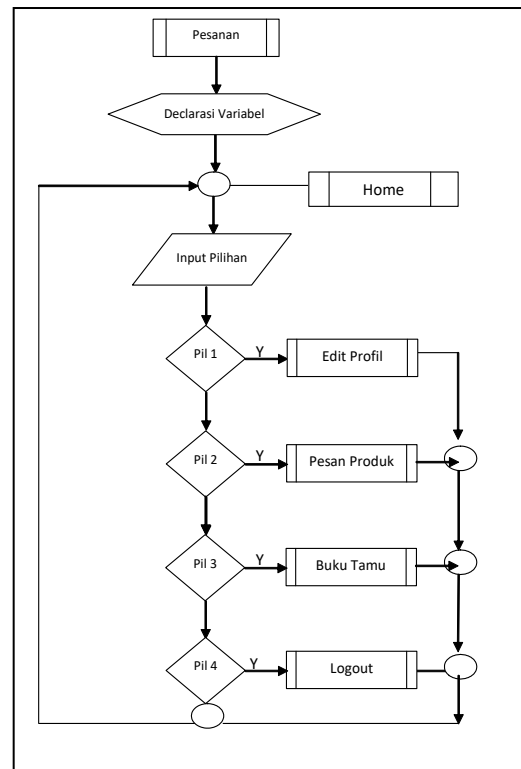 Pesanan
Declarasi Variabel
Home
Input Pilihan
Pil 1
Y
Edit Profil
Pil 2
Y
Pesan Produk
Pil 3
Y
Buku Tamu
Pil 4
Y
Logout